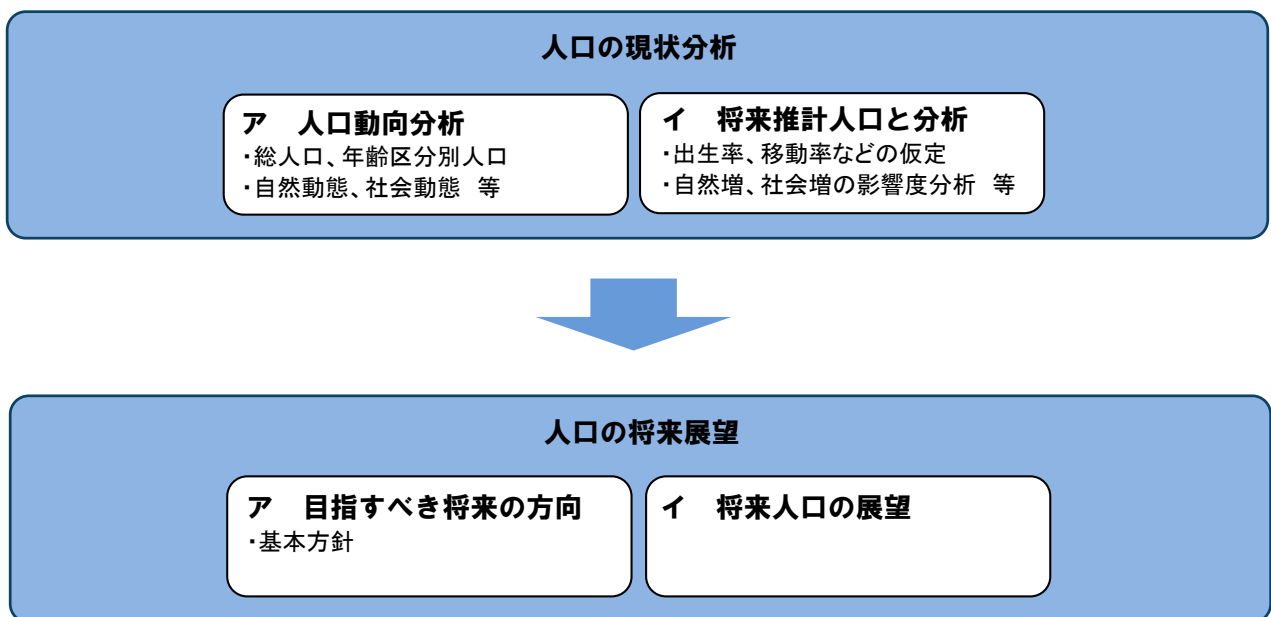 人口の現状分析
ア　人口動向分析
・総人口、年齢区分別人口
・自然動態、社会動態　等
イ　将来推計人口と分析
・出生率、移動率などの仮定
・自然増、社会増の影響度分析　等
人口の将来展望
ア　目指すべき将来の方向
・基本方針
イ　将来人口の展望